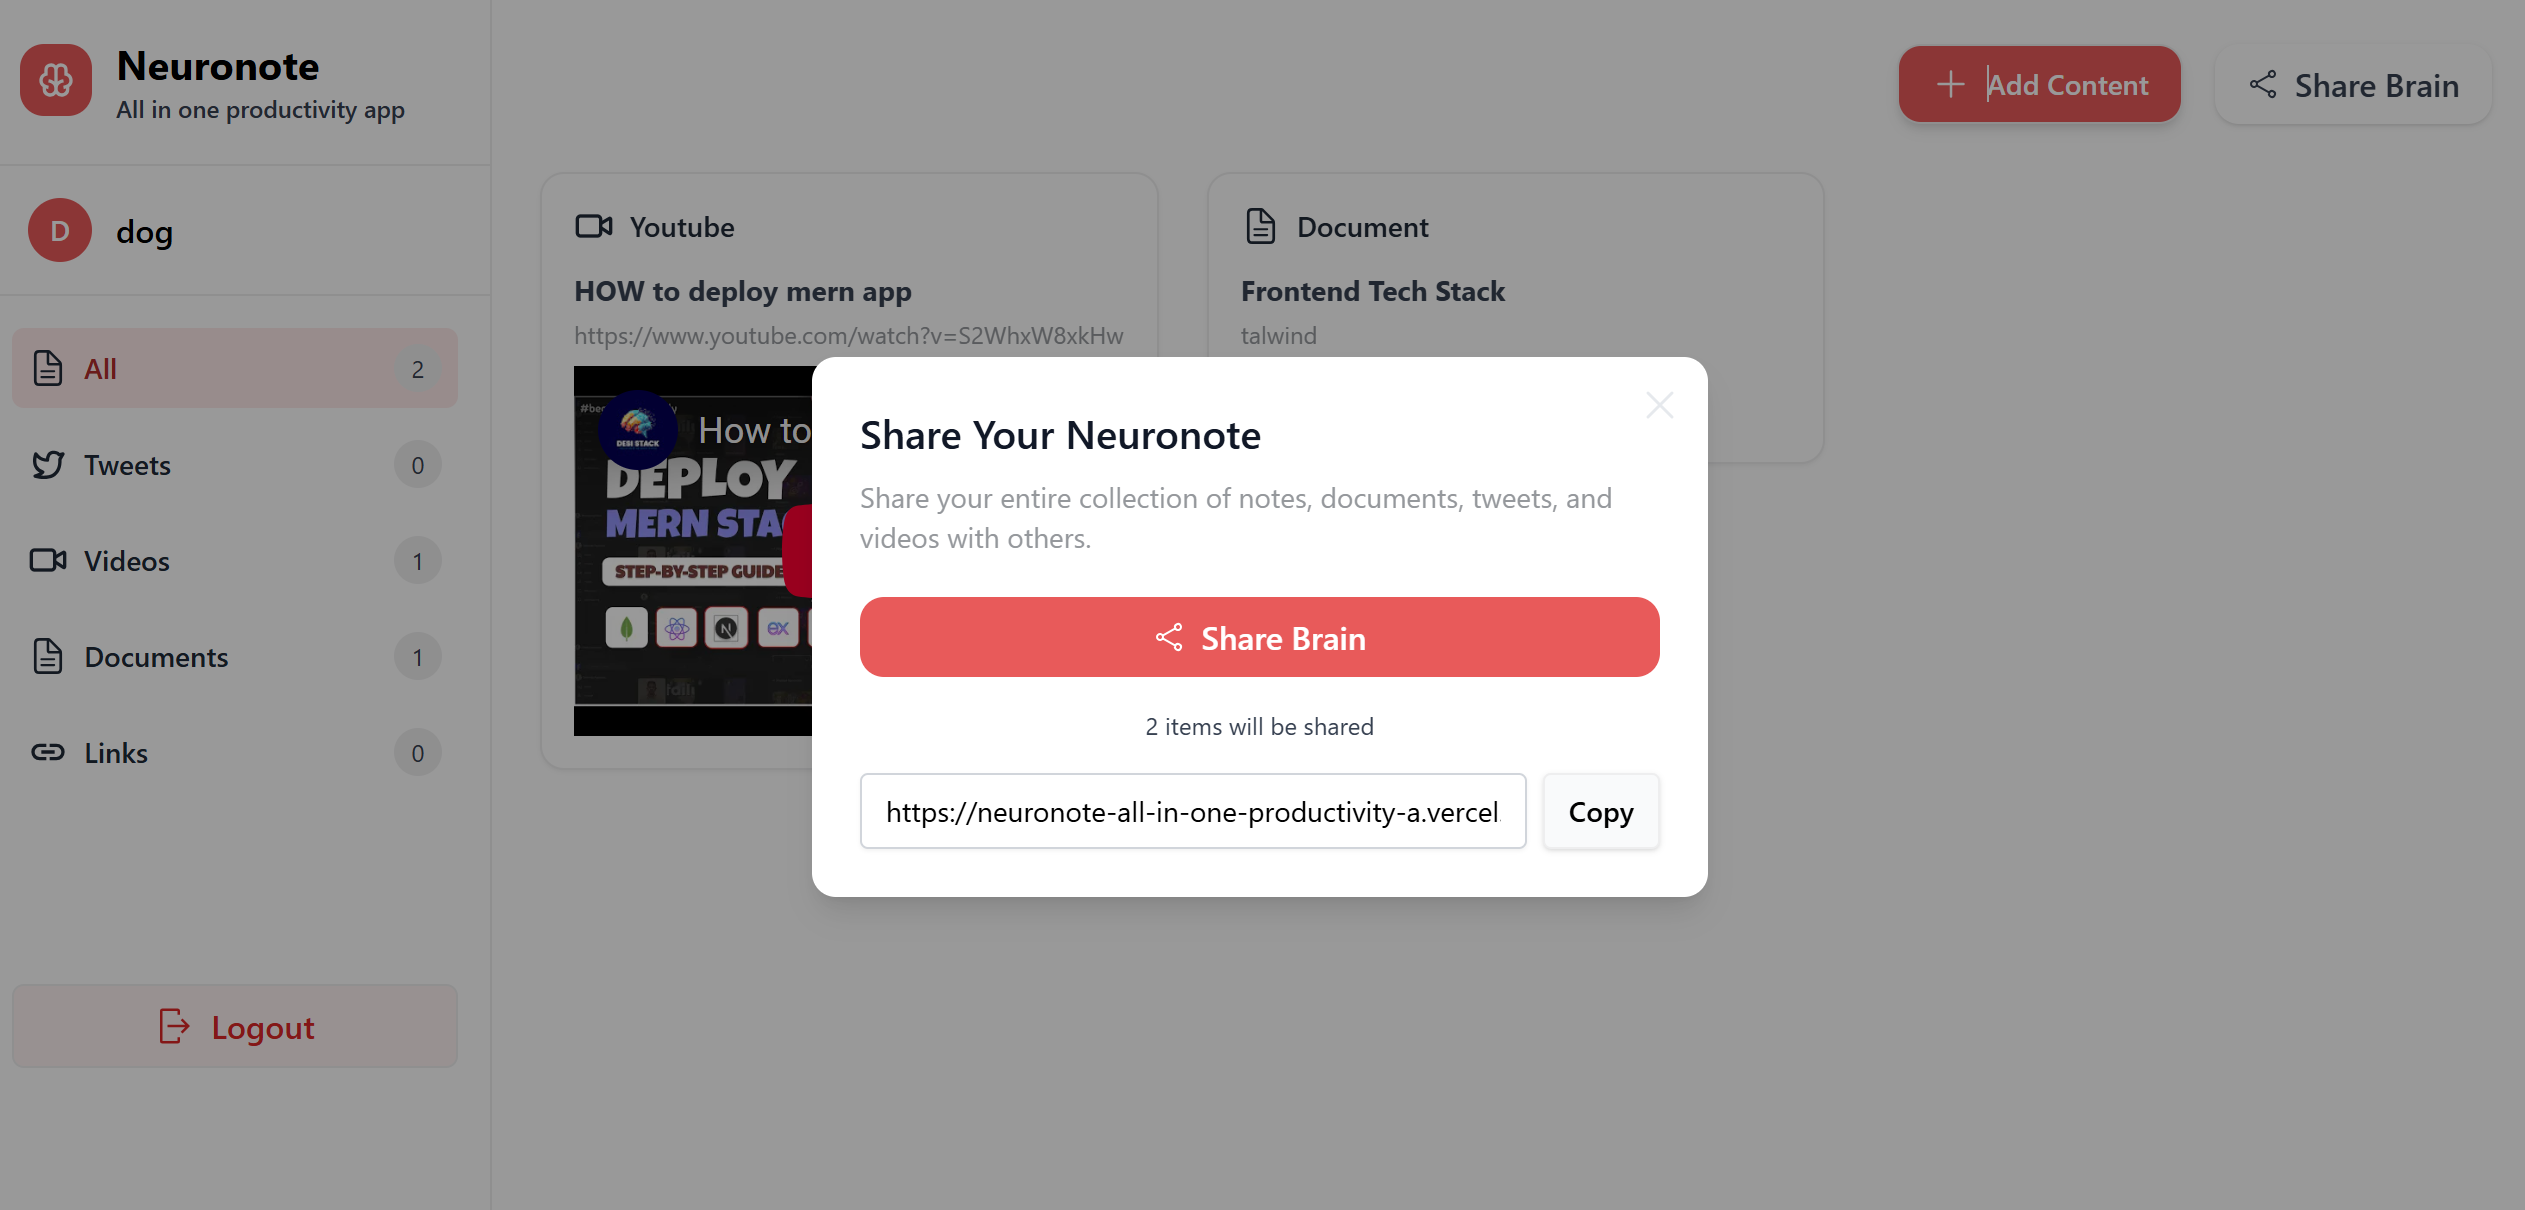 Neuronote
All in one productivity app
Add Content
Share Brain
D
dog
All
2
Tweets
0
Videos
1
Documents
1
Links
0
Logout
Youtube
HOW to deploy mern app
https://www.youtube.com/watch?v=S2WhxW8xkHw
DESI STACK
How to
DEPLOY
MERN STA
STEP-BY-STEP GUIDE
N
ex
Document
Frontend Tech Stack
talwind
Share Your Neuronote
Share your entire collection of notes, documents, tweets, and
videos with others.
Share Brain
2 items will be shared
https://neuronote-all-in-one-productivity-a.vercel.
Copy